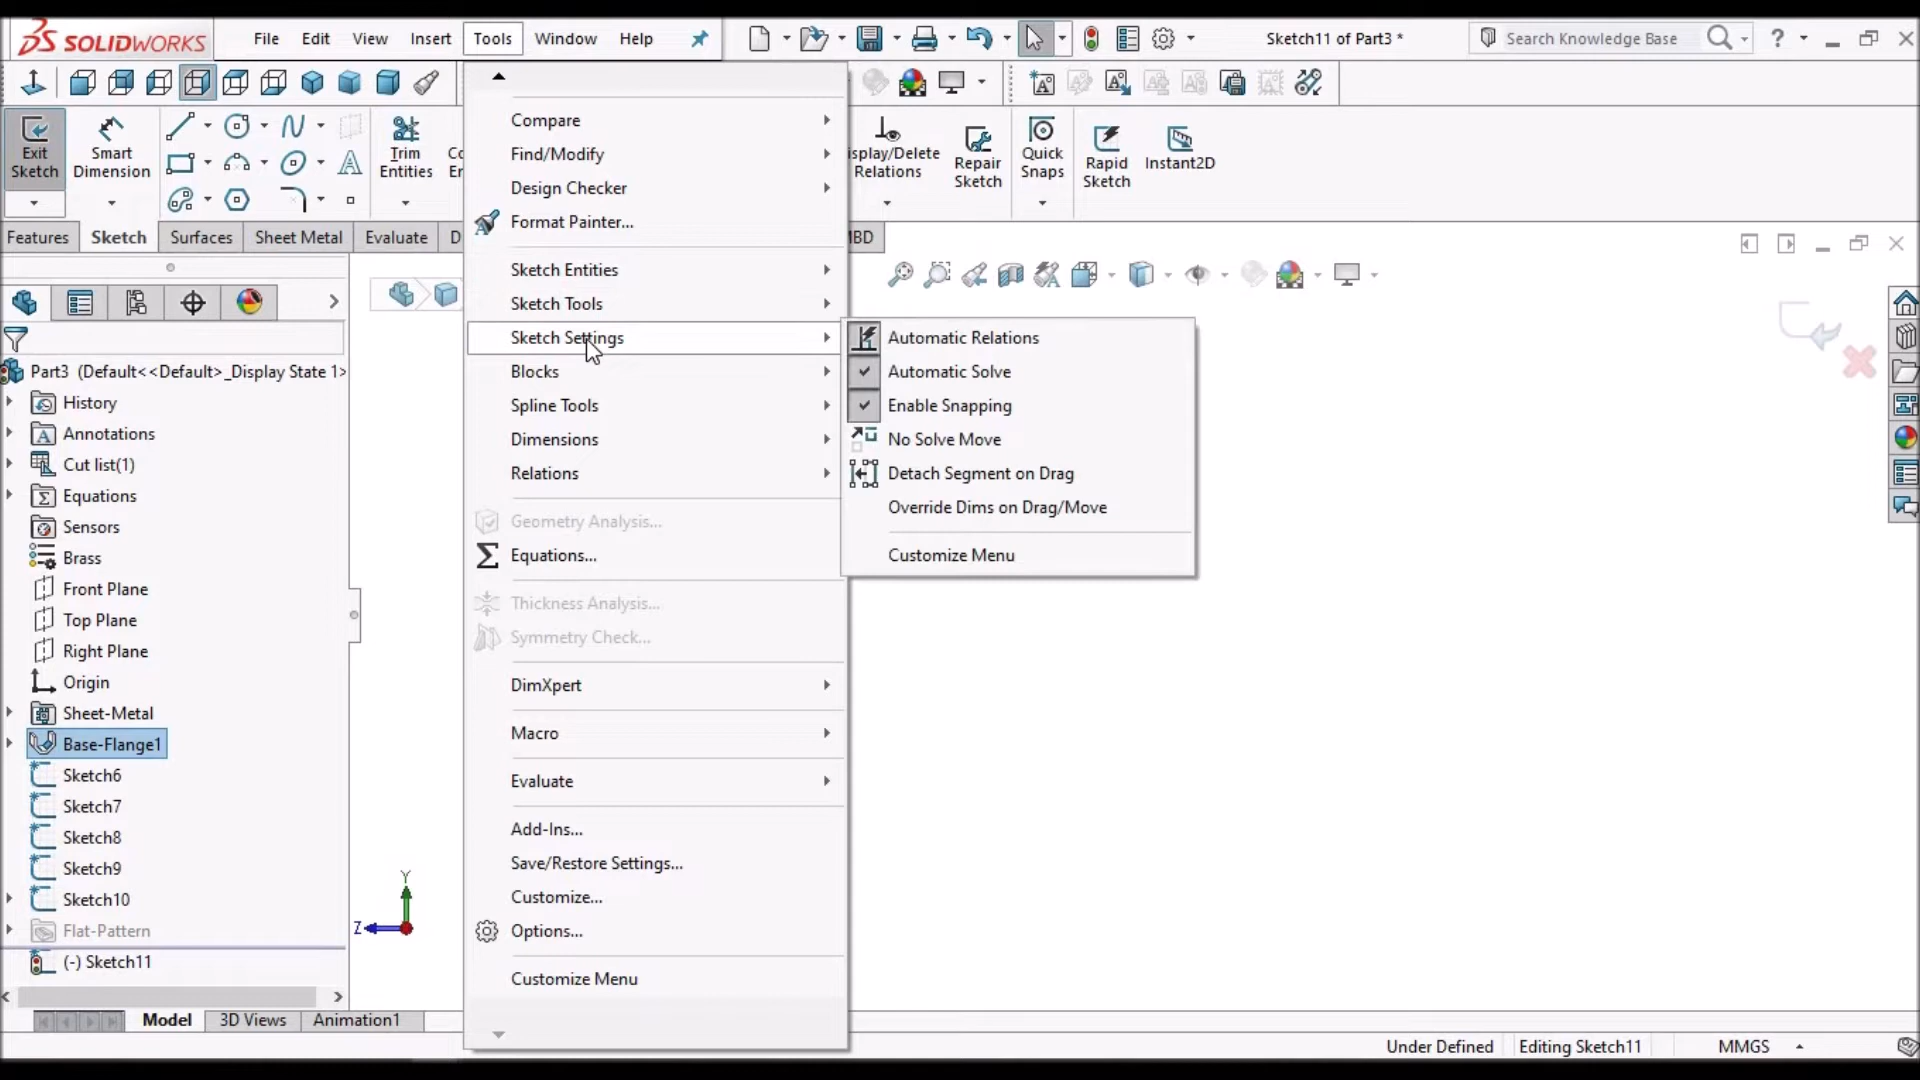 SOLIDWORKS File Edit View Insert Tools Window Help Sketch11 of Part3 * Search Knowledge Base ?
Exit Sketch
Smart Dimension
Trim Entities
Display/Delete Relations
Repair Sketch
Quick Snaps
Rapid Sketch
Instant2D
Features Sketch Surfaces Sheet Metal Evaluate D MBD
Compare
Find/Modify
Design Checker
Format Painter...
Sketch Entities
Sketch Tools
Sketch Settings
Blocks
Spline Tools
Dimensions
Relations
Geometry Analysis...
Equations...
Thickness Analysis...
Symmetry Check...
DimXpert
Macro
Evaluate
Add-Ins...
Save/Restore Settings...
Customize...
Options...
Customize Menu
Automatic Relations
Automatic Solve
Enable Snapping
No Solve Move
Detach Segment on Drag
Override Dims on Drag/Move
Customize Menu
Part3 (Default<<Default>_Display State 1>
History
Annotations
Cut list(1)
Equations
Sensors
Brass
Front Plane
Top Plane
Right Plane
Origin
Sheet-Metal
Base-Flange1
Sketch6
Sketch7
Sketch8
Sketch9
Sketch10
Flat-Pattern
(-) Sketch11
Y
Z
Model 3D Views Animation1
Under Defined Editing Sketch11 MMGS